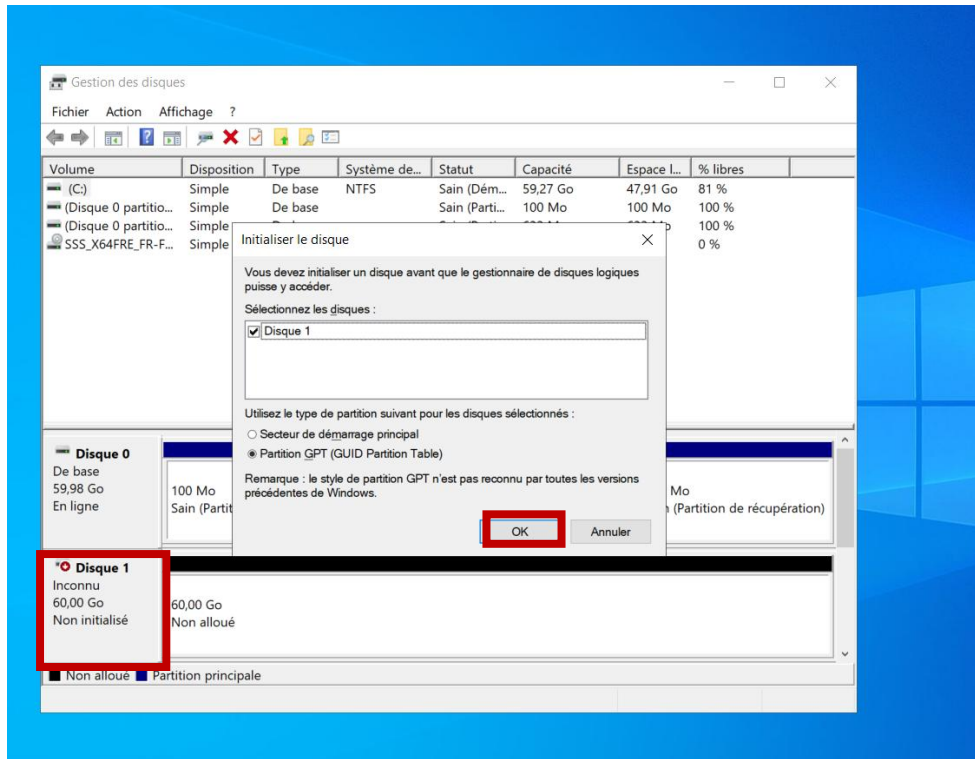 Gestion des disques
Fichier Action Affichage ?
Volume Disposition Type Système de... Statut Capacité Espace l... % libres
(C:) Simple De base NTFS Sain (Dém... 59,27 Go 47,91 Go 81 %
(Disque 0 partitio... Simple De base Sain (Parti... 100 Mo 100 Mo 100 %
(Disque 0 partitio... Simple 100 %
SSS_X64FRE_FR-F... Simple 0 %
Initialiser le disque
Vous devez initialiser un disque avant que le gestionnaire de disques logiques
puisse y accéder.
Sélectionnez les disques :
Disque 1
Utilisez le type de partition suivant pour les disques sélectionnés :
Secteur de démarrage principal
Partition GPT (GUID Partition Table)
Remarque : le style de partition GPT n'est pas reconnu par toutes les versions
précédentes de Windows.
OK Annuler
Disque 0
De base
59,98 Go
En ligne
100 Mo
Sain (Partit
Mo
(Partition de récupération)
Disque 1
Inconnu
60,00 Go
Non initialisé
60,00 Go
Non alloué
Non alloué Partition principale